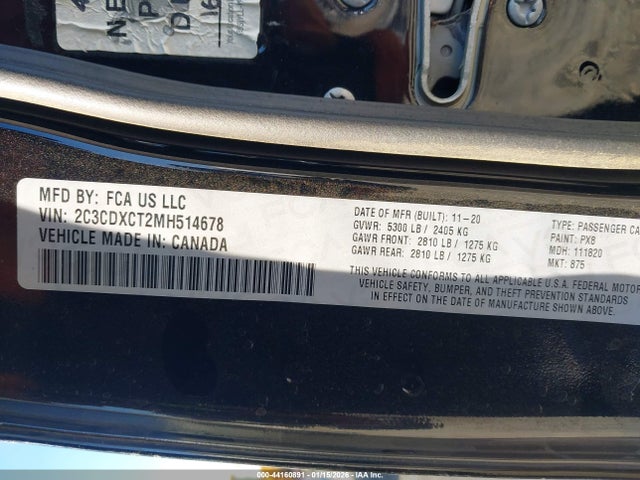 NE
MFD BY: FCA US LLC
VIN: 2C3CDXCT2MH514678
VEHICLE MADE IN: CANADA
DATE OF MFR (BUILT): 11-20
GVWR: 5300 LB / 2405 KG
GAWR FRONT: 2810 LB / 1275 KG
GAWR REAR: 2810 LB / 1275 KG
TYPE: PASSENGER CA
PAINT: PX8
MDH: 111820
MKT: 875
THIS VEHICLE CONFORMS TO ALL APPLICABLE U.S.A. FEDERAL MOTOR
VEHICLE SAFETY, BUMPER, AND THEFT PREVENTION STANDARDS
IN EFFECT ON THE DATE OF MANUFACTURE SHOWN ABOVE.
000-44160891 - 01/15/2026 - IAA Inc.